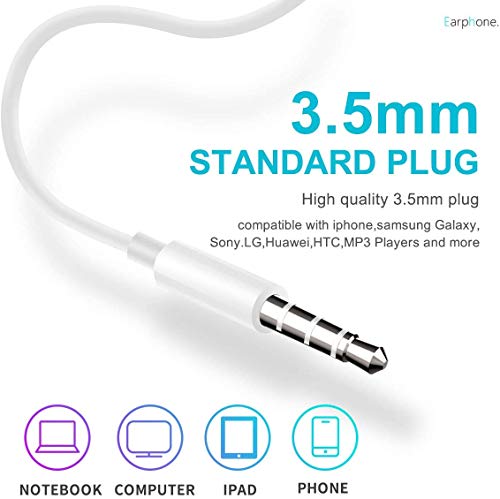 Earphone.
3.5mm
STANDARD PLUG
High quality 3.5mm plug
compatible with iphone,samsung Galaxy,
Sony.LG,Huawei,HTC,MP3 Players and more
NOTEBOOK COMPUTER IPAD PHONE